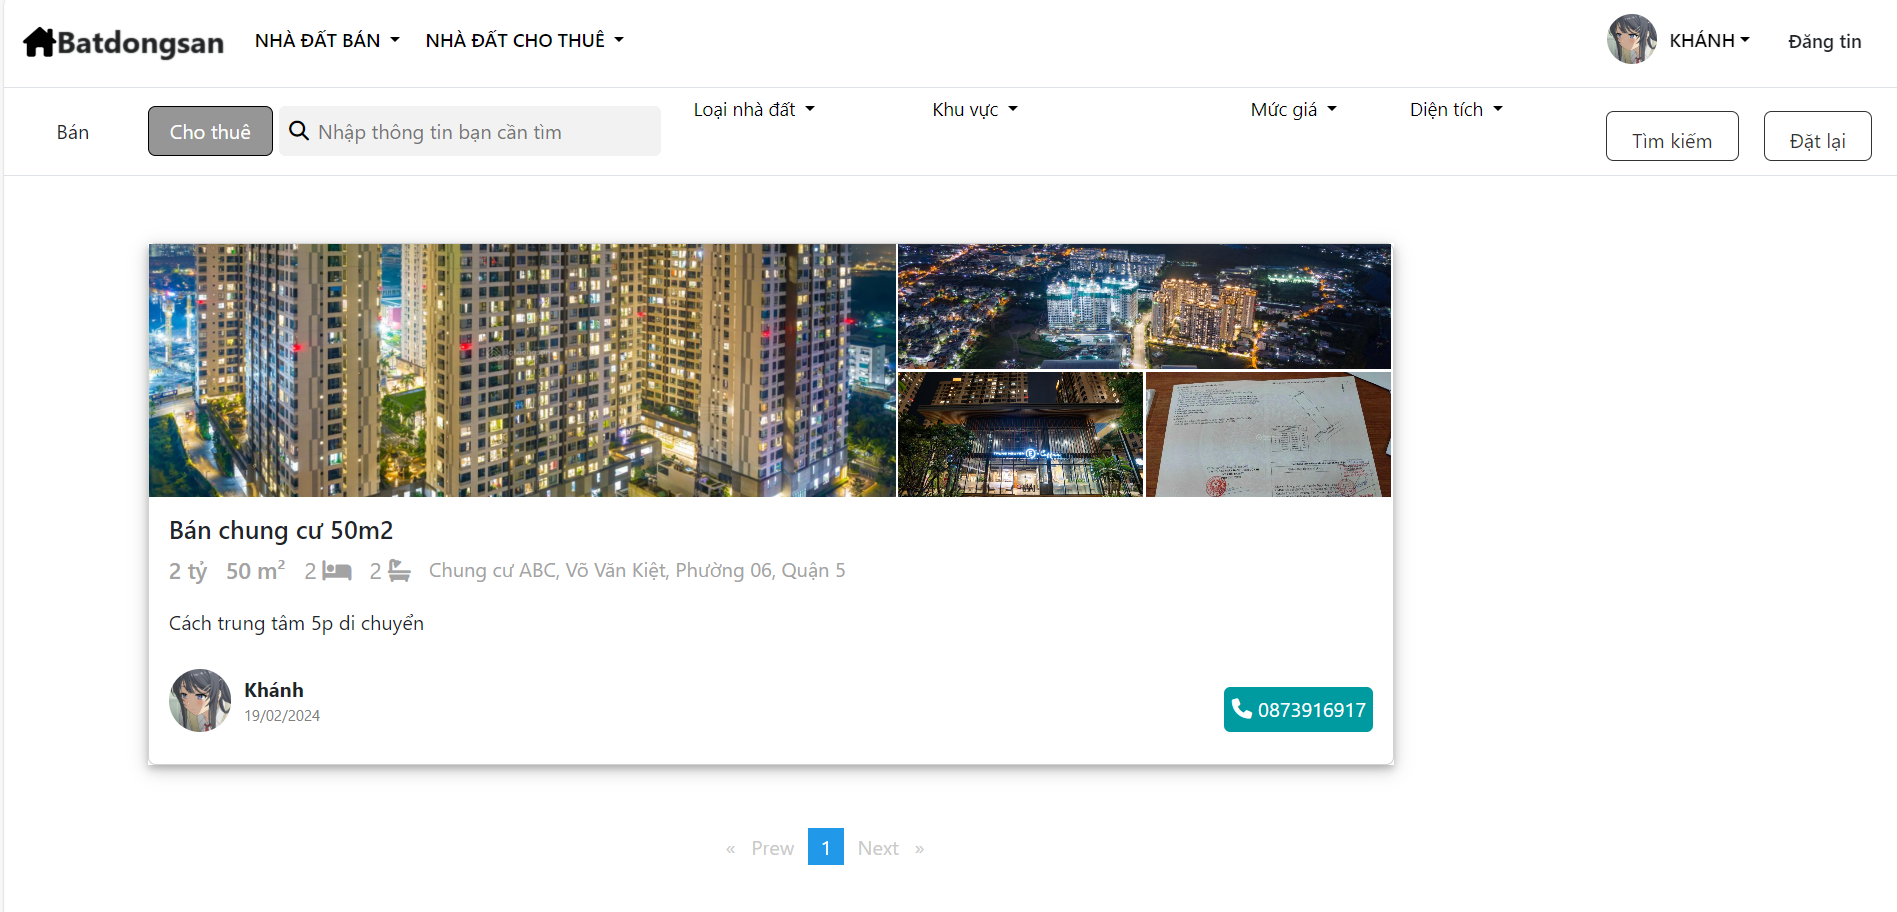 Batdongsan NHÀ ĐẤT BÁN NHÀ ĐẤT CHO THUÊ KHÁNH Đăng tin
Bán Cho thuê Nhập thông tin bạn cần tìm Loại nhà đất Khu vực Mức giá Diện tích Tìm kiếm Đặt lại
Bán chung cư 50m2
2 tỷ 50 m² 2 2 Chung cư ABC, Võ Văn Kiệt, Phường 06, Quận 5
Cách trung tâm 5p di chuyển
Khánh
19/02/2024
0873916917
« Prew 1 Next »